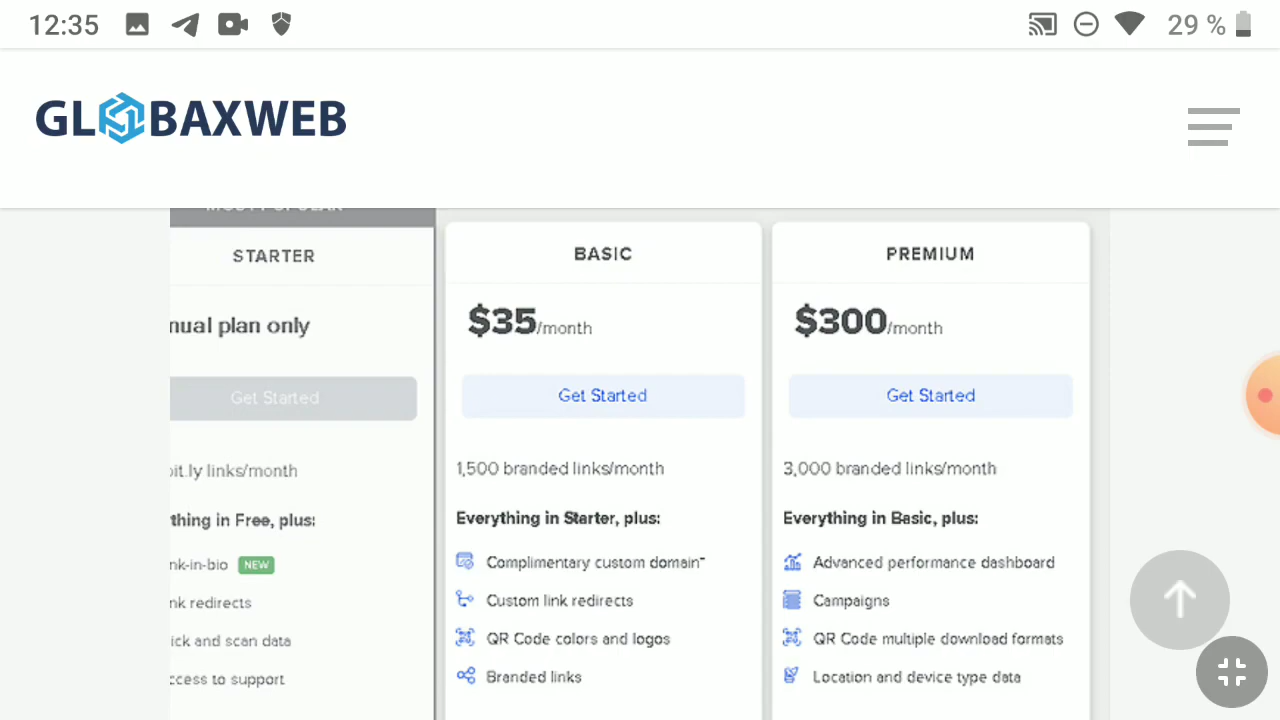 12:35
29 %
GLOBAXWEB
STARTER
BASIC
PREMIUM
nual plan only
$35/month
$300/month
Get Started
Get Started
Get Started
bit.ly links/month
1,500 branded links/month
3,000 branded links/month
thing in Free, plus:
Everything in Starter, plus:
Everything in Basic, plus:
nk-in-bio NEW
Complimentary custom domain~
Advanced performance dashboard
nk redirects
Custom link redirects
Campaigns
ick and scan data
QR Code colors and logos
QR Code multiple download formats
ccess to support
Branded links
Location and device type data